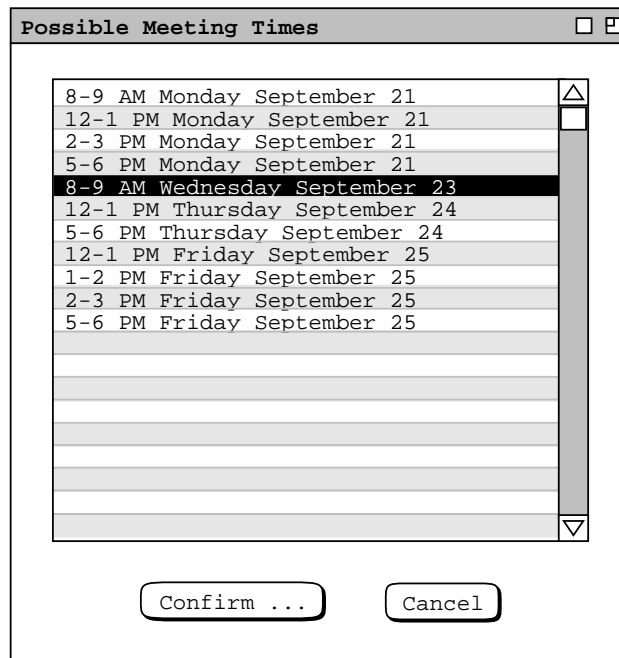 Possible Meeting Times
8-9 AM Monday September 21
12-1 PM Monday September 21
2-3 PM Monday September 21
5-6 PM Monday September 21
8-9 AM Wednesday September 23
12-1 PM Thursday September 24
5-6 PM Thursday September 24
12-1 PM Friday September 25
1-2 PM Friday September 25
2-3 PM Friday September 25
5-6 PM Friday September 25
Confirm ... Cancel